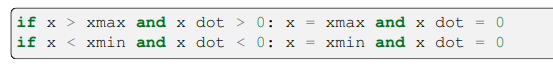 if x > xmax and x dot > 0: x = xmax and x dot = 0
if x < xmin and x dot < 0: x = xmin and x dot = 0